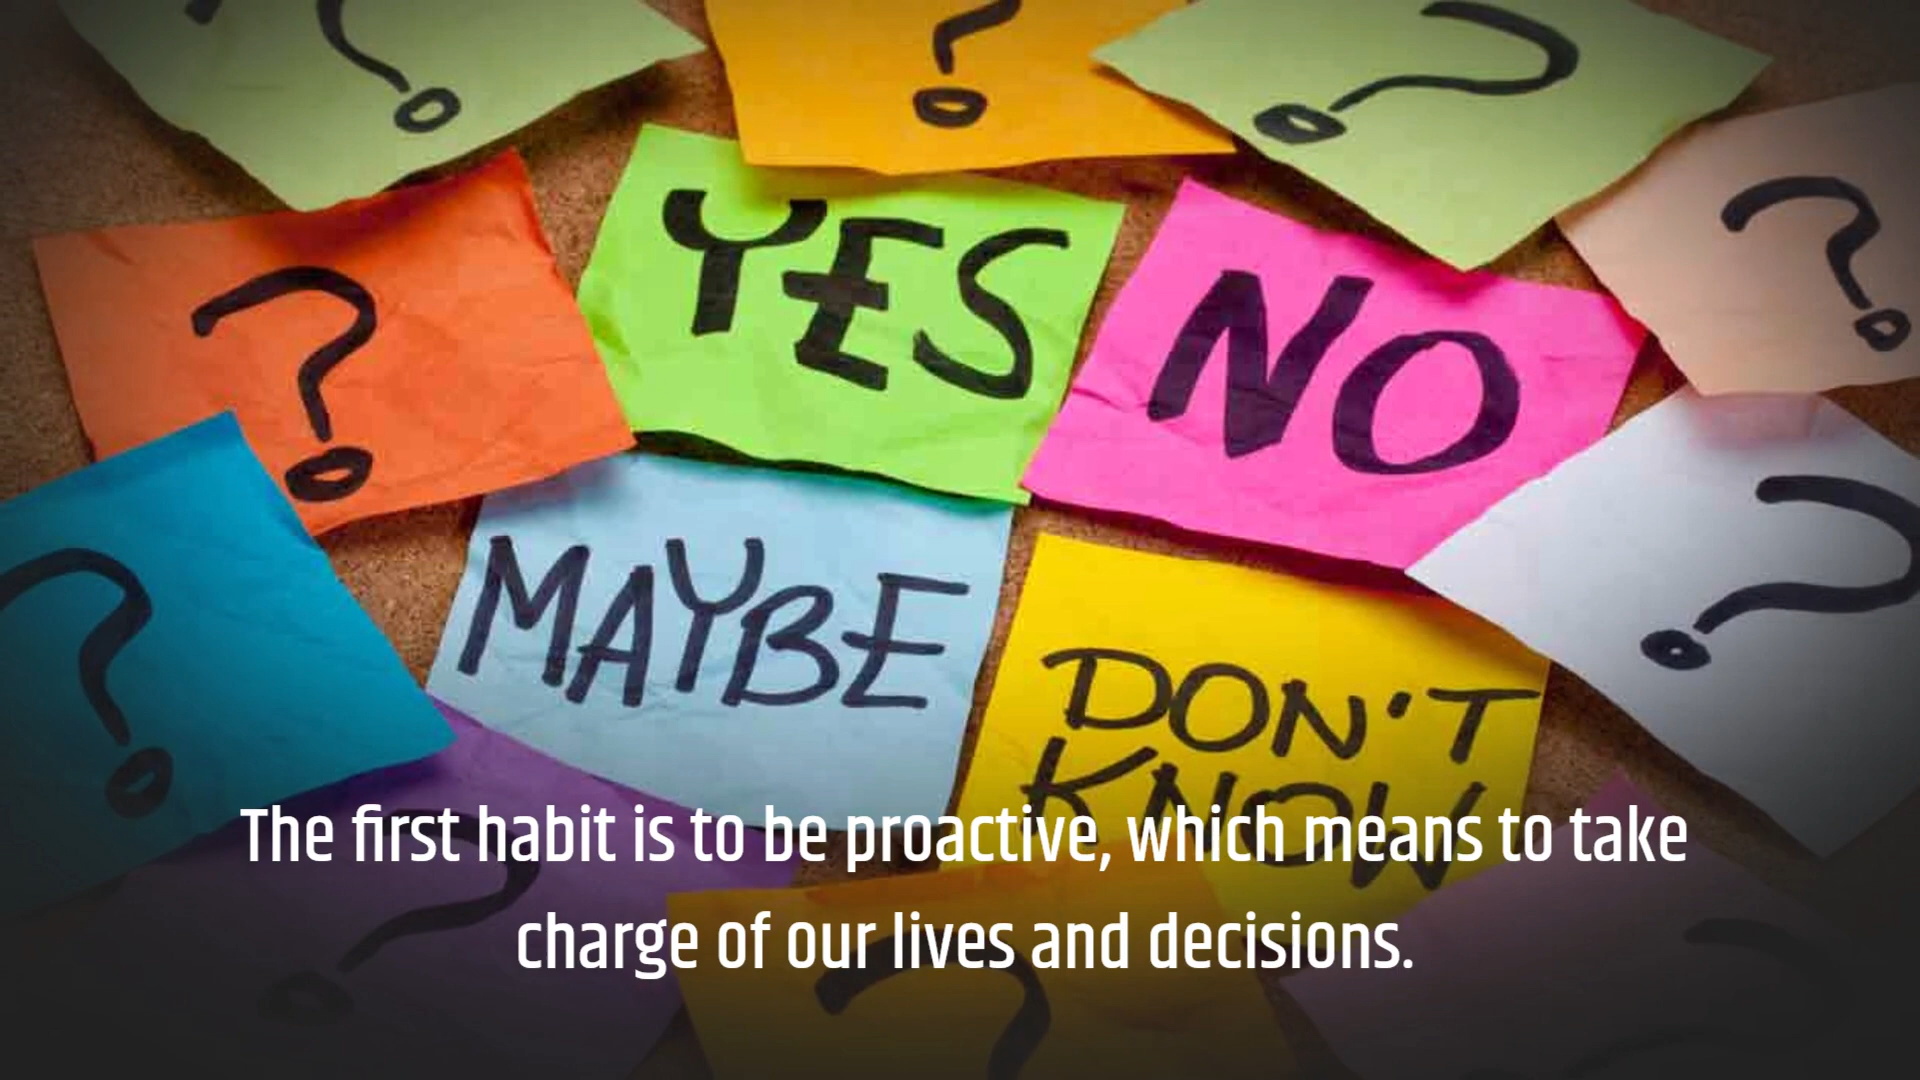 ?
?
?
?
YES
NO
?
?
MAYBE
?
?
DON'T
KNOW
The first habit is to be proactive, which means to take
charge of our lives and decisions.
?
?
?